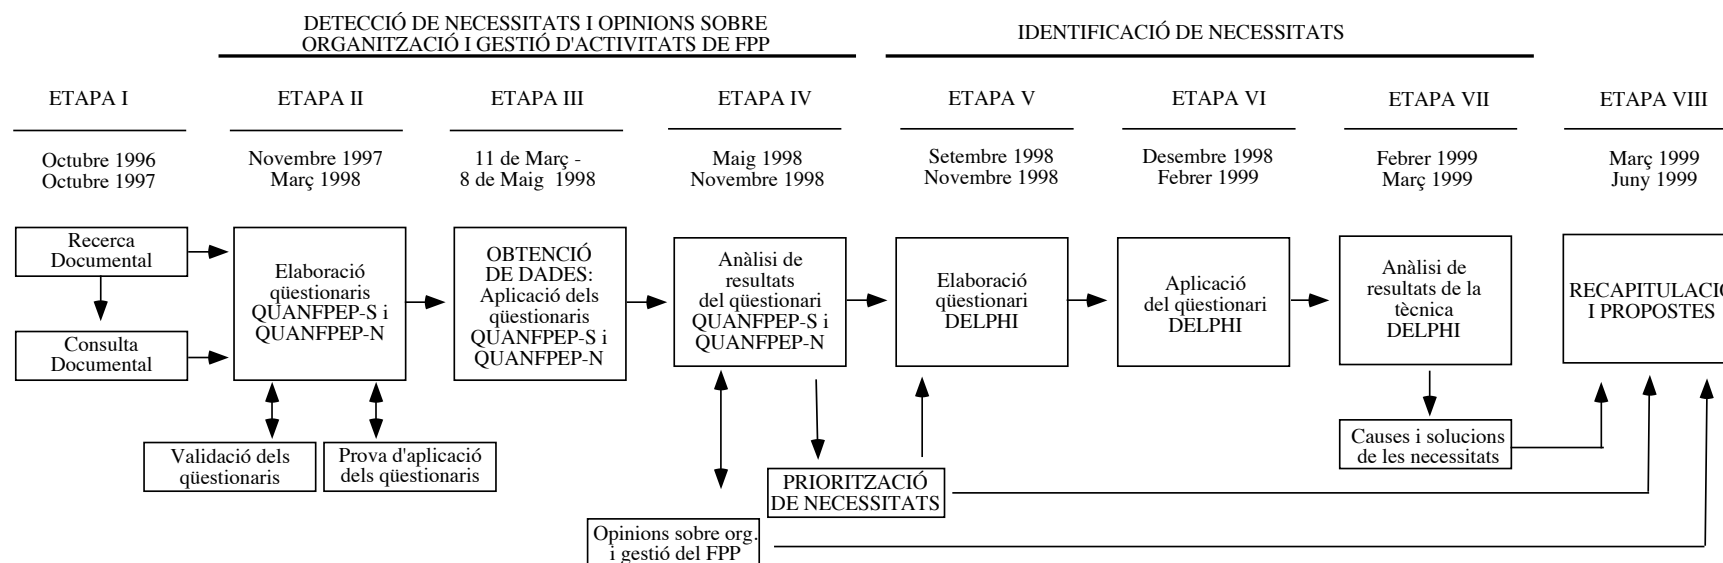 DETECCIÓ DE NECESSITATS I OPINIONS SOBRE
ORGANITZACIÓ I GESTIÓ D'ACTIVITATS DE FPP
IDENTIFICACIÓ DE NECESSITATS
ETAPA I
ETAPA II
ETAPA III
ETAPA IV
ETAPA V
ETAPA VI
ETAPA VII
ETAPA VIII
Octubre 1996
Octubre 1997
Novembre 1997
Març 1998
11 de Març -
8 de Maig 1998
Maig 1998
Novembre 1998
Setembre 1998
Novembre 1998
Desembre 1998
Febrer 1999
Febrer 1999
Març 1999
Març 1999
Juny 1999
Recerca
Documental
Consulta
Documental
Elaboració
qüestionaris
QUANFPEP-S i
QUANFPEP-N
OBTENCIÓ
DE DADES:
Aplicació dels
qüestionaris
QUANFPEP-S i
QUANFPEP-N
Anàlisi de
resultats
del qüestionari
QUANFPEP-S i
QUANFPEP-N
Elaboració
qüestionari
DELPHI
Aplicació
del qüestionari
DELPHI
Anàlisi de
resultats de la
tècnica
DELPHI
RECAPITULACIÓ
I PROPOSTES
Validació dels
qüestionaris
Prova d'aplicació
dels qüestionaris
PRIORITZACIÓ
DE NECESSITATS
Causes i solucions
de les necessitats
Opinions sobre org.
i gestió del FPP